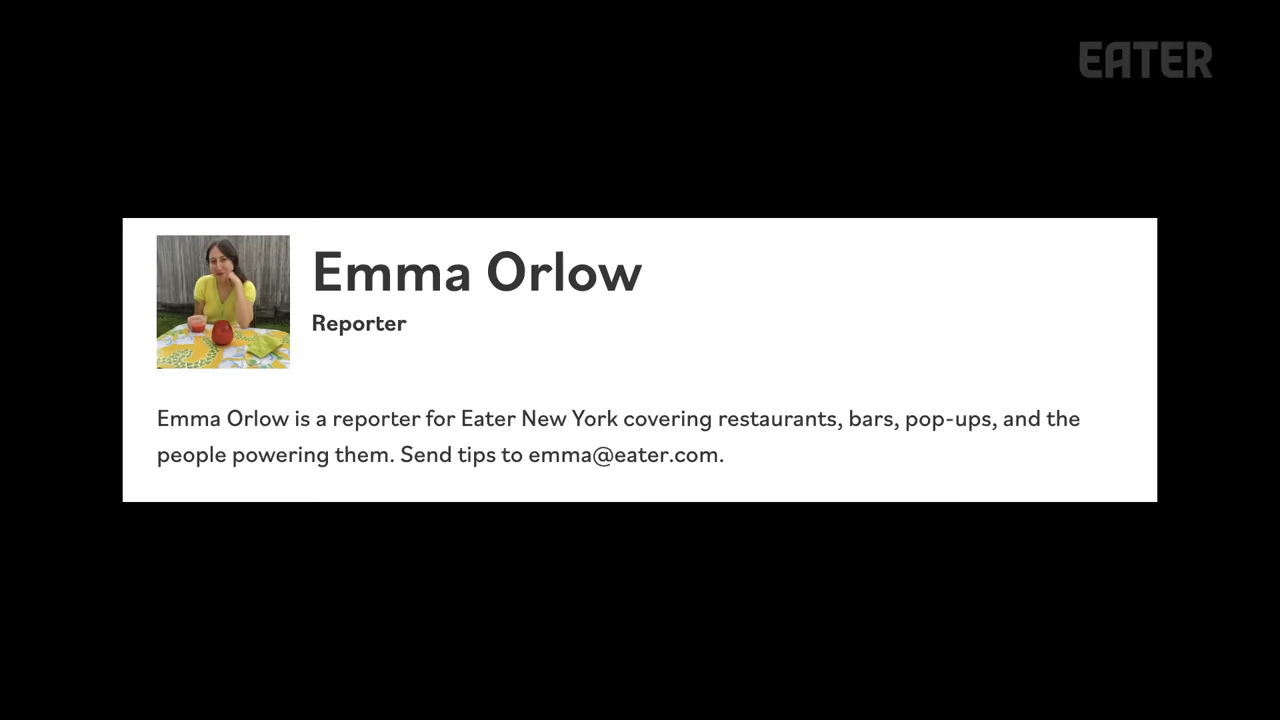 EATER
Emma Orlow
Reporter
Emma Orlow is a reporter for Eater New York covering restaurants, bars, pop-ups, and the
people powering them. Send tips to emma@eater.com.